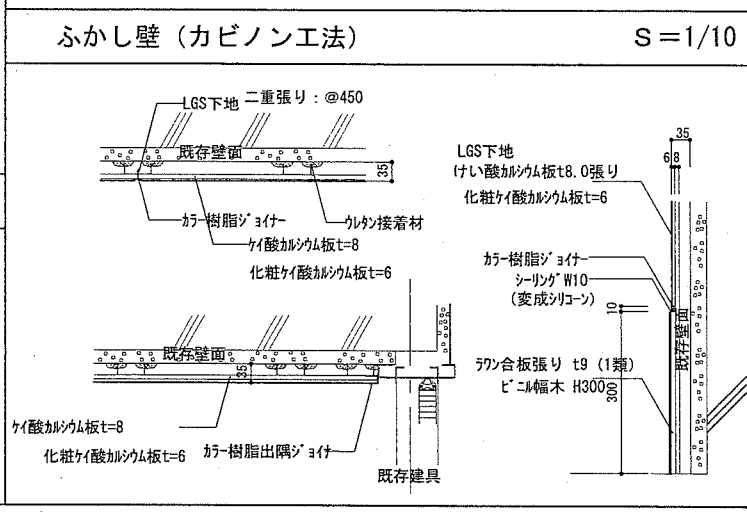 ふかし壁（カビノン工法） S＝1/10
LGS下地 二重張り：@450
既存壁面
35
カラー樹脂ジョイナー
ウレタン接着材
ケイ酸カルシウム板t=8
化粧ケイ酸カルシウム板t=6
既存壁面
35
ケイ酸カルシウム板t=8
化粧ケイ酸カルシウム板t=6
カラー樹脂出隅ジョイナ
既存建具
35
6 8
LGS下地
けい酸カルシウム板t8.0張り
化粧ケイ酸カルシウム板t=6
カラー樹脂ジョイナー
シーリングW10
（変成シリコーン）
10
既存壁面
ラワン合板張り t9 (1類)
ビニル幅木 H300
300